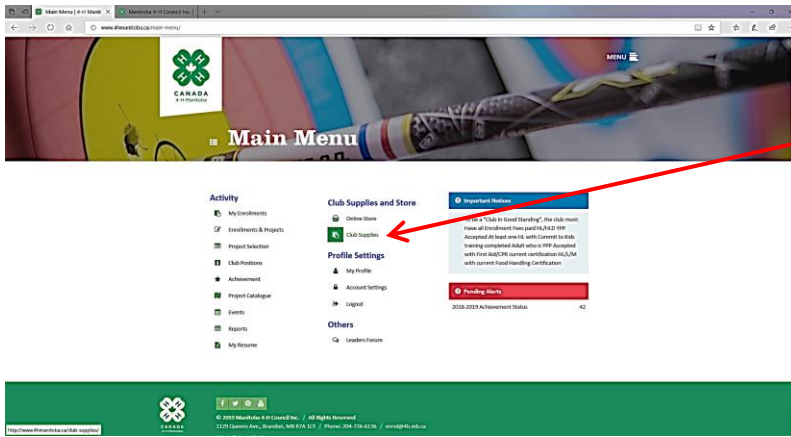 Main Menu | 4-H Manit
Manitoba 4-H Council Inc. |
www.4hmanitoba.ca/main-menu/
CANADA
4-H Manitoba
MENU
Main Menu
Activity
My Enrollments
Enrollments & Projects
Project Selection
Club Positions
Achievement
Project Catalogue
Events
Reports
My Resume
Club Supplies and Store
Online Store
Club Supplies
Profile Settings
My Profile
Account Settings
Logout
Others
Leaders Forum
Important Notices
To be a "Club In Good Standing", the club must:
Have all Enrollment Fees paid HL/HLD YPP
Accepted At least one HL with Commit to Kids
training completed Adult who is YPP Accepted
with First Aid/CPR current certification HL/L/M
with current Food Handling Certification
Pending Alerts
2018-2019 Achievement Status 42
CANADA
© 2019 Manitoba 4-H Council Inc. / All Rights Reserved
1129 Queens Ave., Brandon, MB R7A 1L9 / Phone: 204-726-6136 / enrol@4h.mb.ca
http://www.4hmanitoba.ca/club-supplies/